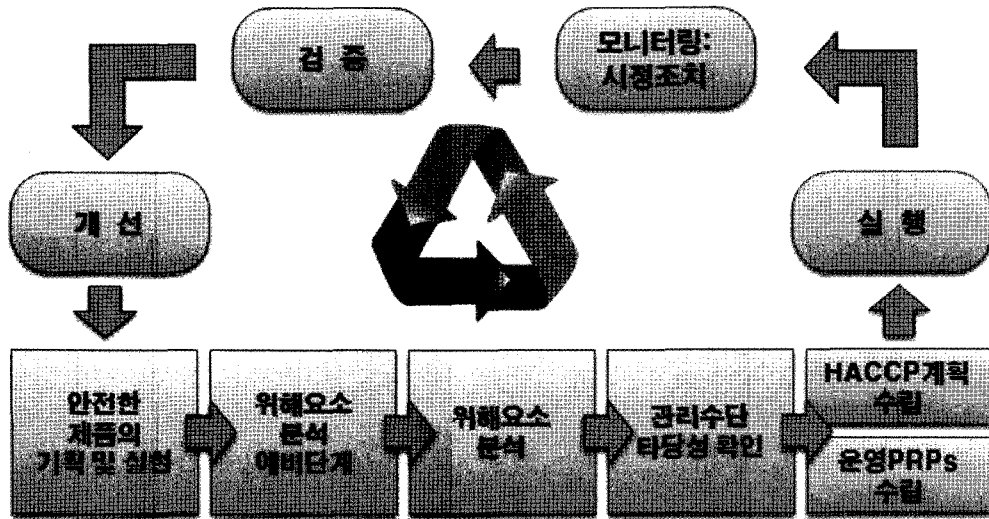 검 증
모니터링:
시정조치
개 선
실 행
안전한
제품의
기획 및 실현
위해요소
분석
예비단계
위해요소
분석
관리수단
타당성 확인
HACCP계획
수립
운영PRPs
수립